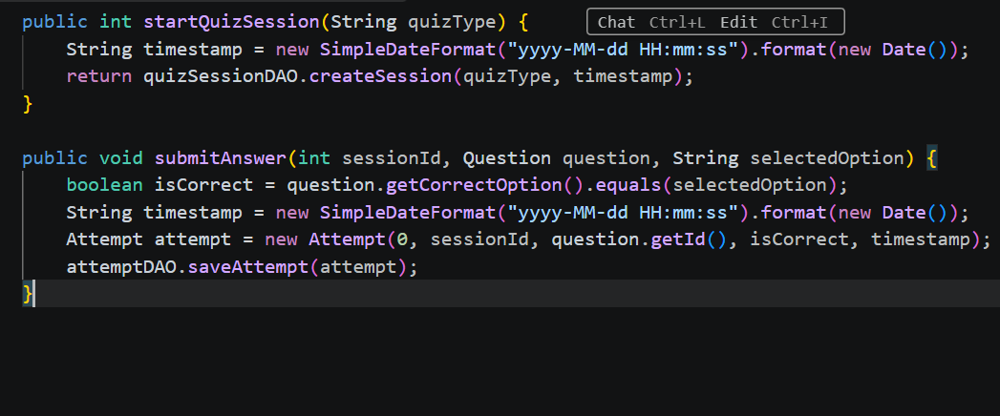 public int startQuizSession(String quizType) {
Chat Ctrl+L Edit Ctrl+I
    String timestamp = new SimpleDateFormat("yyyy-MM-dd HH:mm:ss").format(new Date());
    return quizSessionDAO.createSession(quizType, timestamp);
}
public void submitAnswer(int sessionId, Question question, String selectedOption) {
    boolean isCorrect = question.getCorrectOption().equals(selectedOption);
    String timestamp = new SimpleDateFormat("yyyy-MM-dd HH:mm:ss").format(new Date());
    Attempt attempt = new Attempt(0, sessionId, question.getId(), isCorrect, timestamp);
    attemptDAO.saveAttempt(attempt);
}